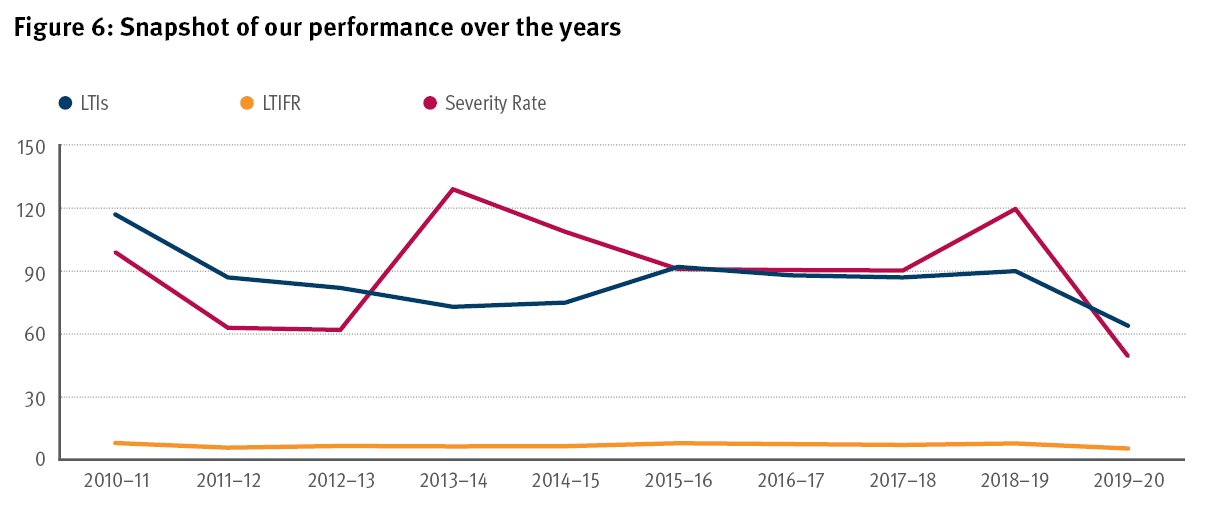 Figure 6: Snapshot of our performance over the years
LTIs LTIFR Severity Rate
150
120
90
60
30
0
2010–11 2011–12 2012–13 2013–14 2014–15 2015–16 2016–17 2017–18 2018–19 2019–20